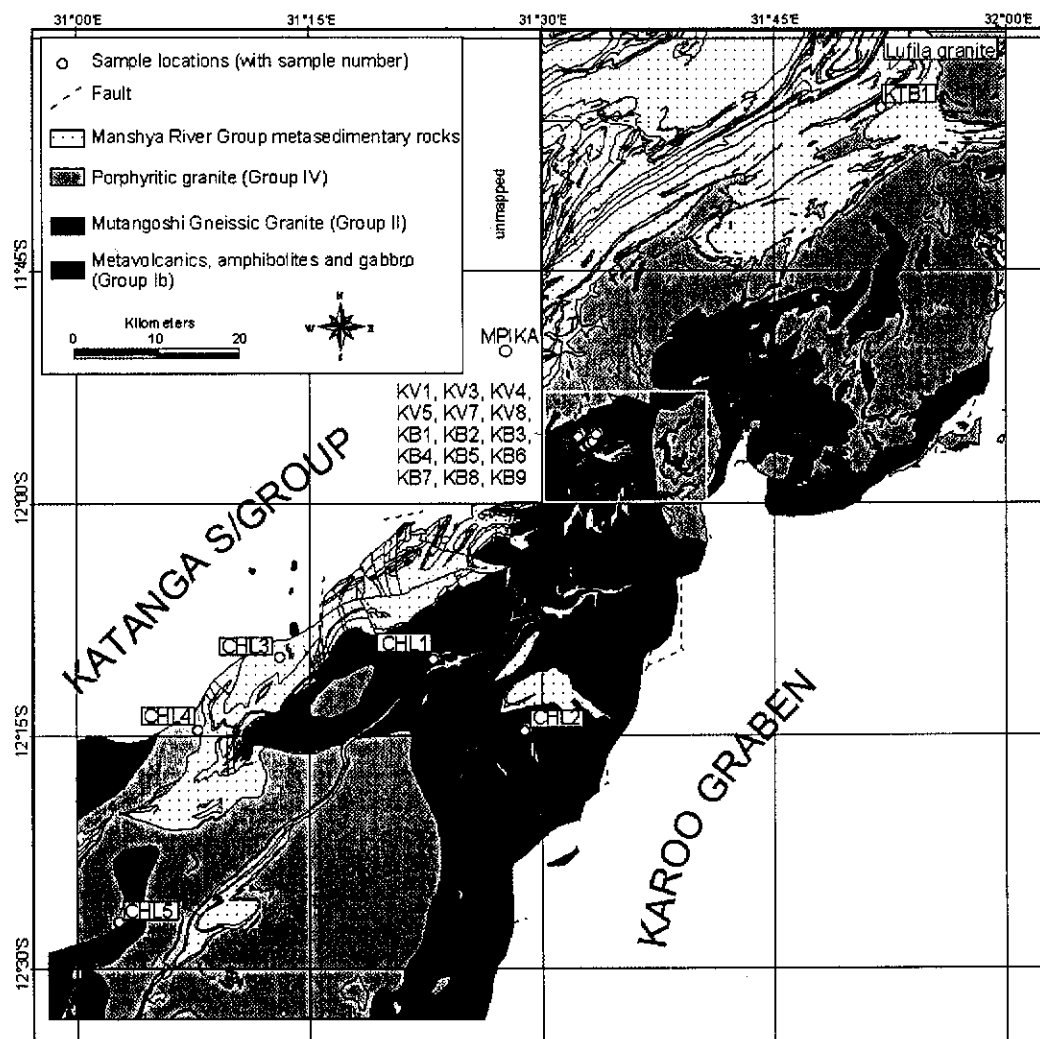 31°00'E 31°15'E 31°30'E 31°45'E 32°00'E
Sample locations (with sample number)
Fault
Manshya River Group metasedimentary rocks
Porphyritic granite (Group IV)
Mutangoshi Gneissic Granite (Group II)
Metavolcanics, amphibolites and gabbro
(Group Ib)
Kilometers
0 10 20
N
W E
S
unmapped
Lufila granite
KTB1
11°45'S
MPIKA
KV1, KV3, KV4,
KV5, KV7, KV8,
KB1, KB2, KB3,
KB4, KB5, KB6
KB7, KB8, KB9
12°00'S
KATANGA S/GROUP
CHL3
CHL1
CHL4
CHL2
12°15'S
KAROO GRABEN
CHL5
12°30'S